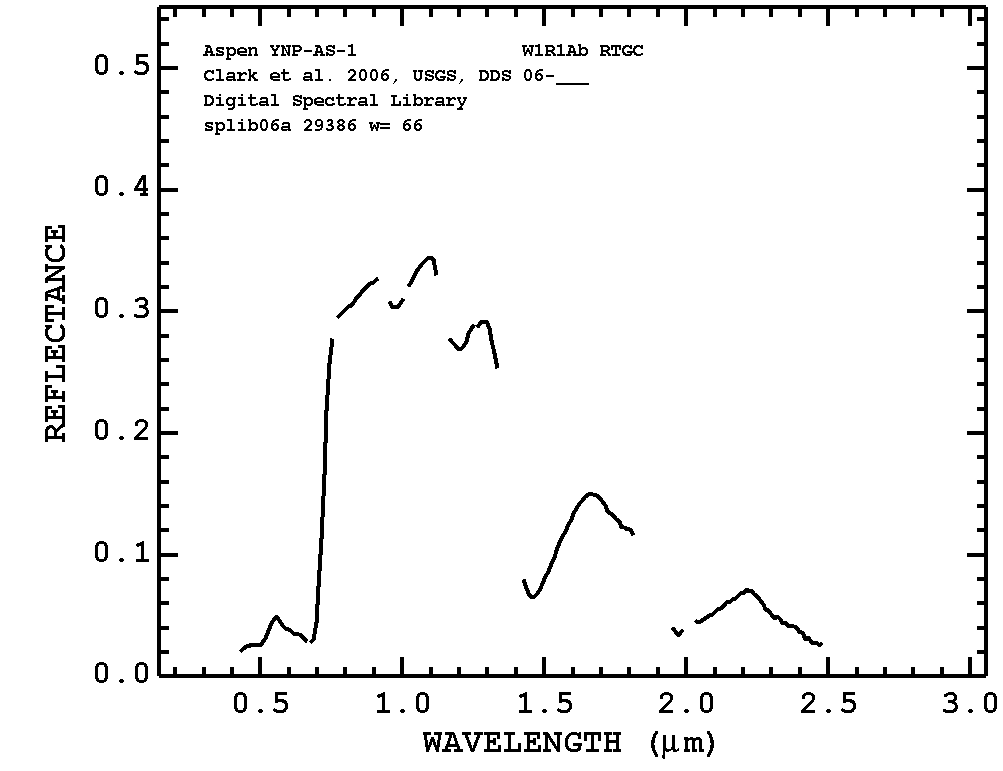 Aspen YNP-AS-1 W1R1Ab RTGC
Clark et al. 2006, USGS, DDS 06-___
Digital Spectral Library
splib06a 29386 w= 66
0.5
0.4
0.3
0.2
0.1
0.0
REFLECTANCE
0.5 1.0 1.5 2.0 2.5 3.0
WAVELENGTH (μm)